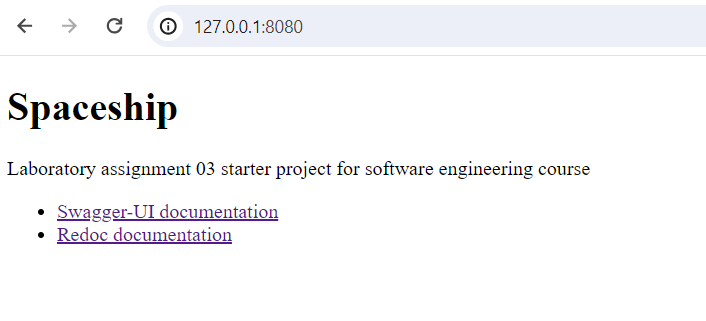 127.0.0.1:8080
Spaceship
Laboratory assignment 03 starter project for software engineering course
Swagger-UI documentation
Redoc documentation